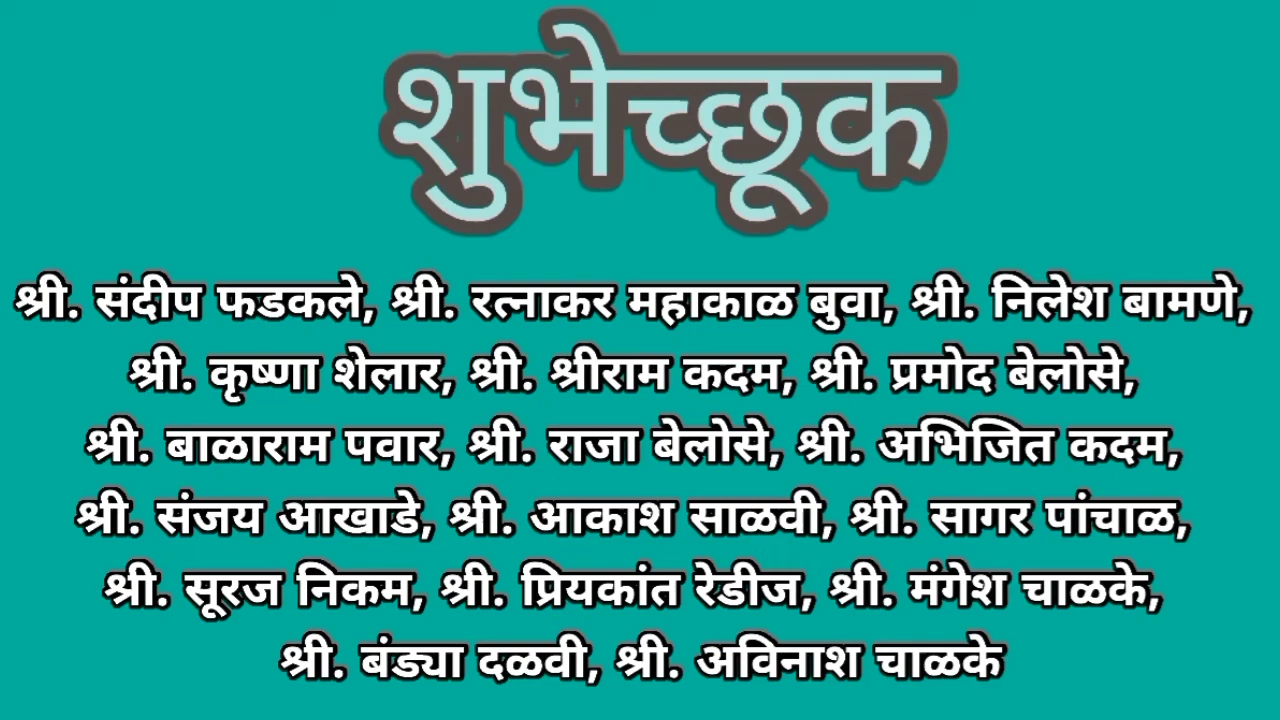 शुभेच्छूक
श्री. संदीप फडकले, श्री. रत्नाकर महाकाळ बुवा, श्री. निलेश बामणे,
श्री. कृष्णा शेलार, श्री. श्रीराम कदम, श्री. प्रमोद बेलोसे,
श्री. बाळाराम पवार, श्री. राजा बेलोसे, श्री. अभिजित कदम,
श्री. संजय आखाडे, श्री. आकाश साळवी, श्री. सागर पांचाळ,
श्री. सूरज निकम, श्री. प्रियकांत रेडीज, श्री. मंगेश चाळके,
श्री. बंड्या दळवी, श्री. अविनाश चाळके